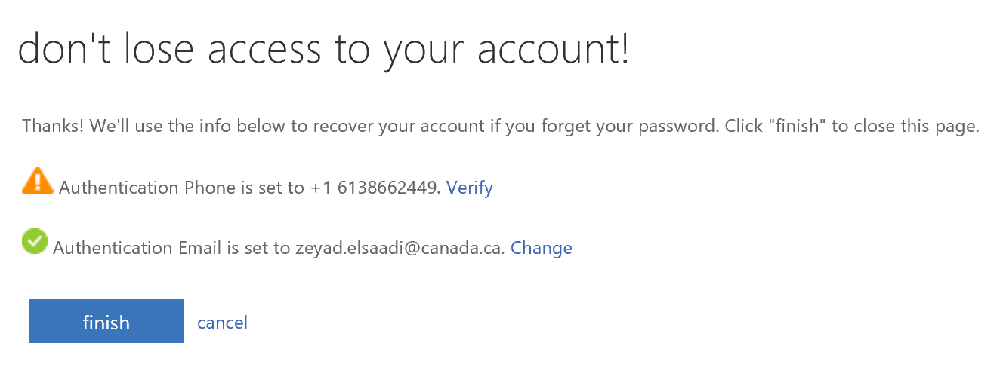 don't lose access to your account!
Thanks! We'll use the info below to recover your account if you forget your password. Click "finish" to close this page.
Authentication Phone is set to +1 6138662449. Verify
Authentication Email is set to zeyad.elsaadi@canada.ca. Change
finish cancel